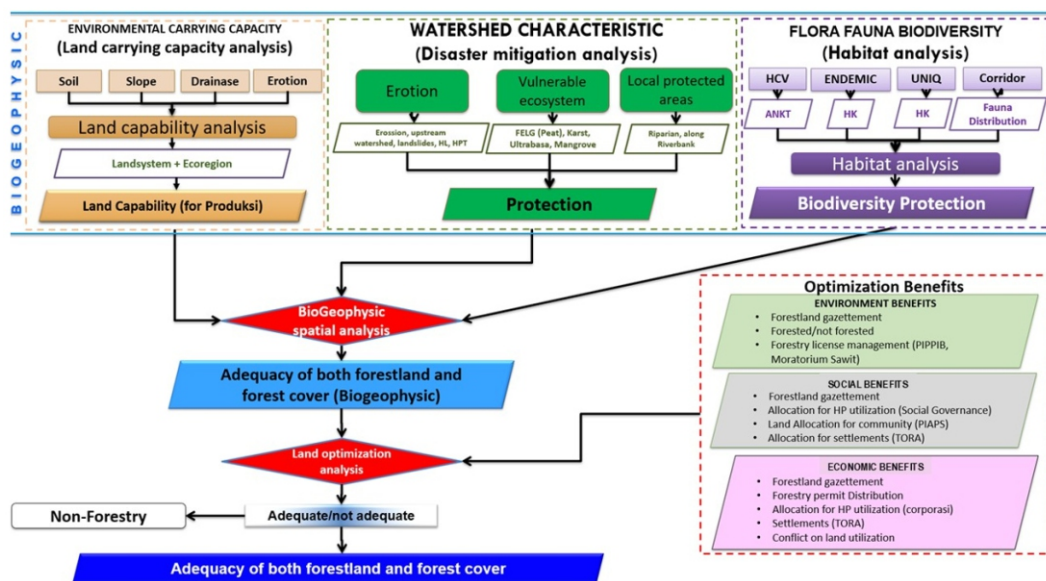 BIOGEOPHYSIC
ENVIRONMENTAL CARRYING CAPACITY
(Land carrying capacity analysis)
Soil
Slope
Drainase
Erotion
Land capability analysis
Landsystem + Ecoregion
Land Capability (for Produksi)
WATERSHED CHARACTERISTIC
(Disaster mitigation analysis)
Erotion
Vulnerable
ecosystem
Local protected
areas
Erossion, upstream
watershed, landslides, HL, HPT
FELG (Peat), Karst,
Ultrabasa, Mangrove
Riparian, along
Riverbank
Protection
FLORA FAUNA BIODIVERSITY
(Habitat analysis)
HCV
ENDEMIC
UNIQ
Corridor
ANKT
HK
HK
Fauna
Distribution
Habitat analysis
Biodiversity Protection
BioGeophysic
spatial analysis
Adequacy of both forestland and
forest cover (Biogeophysic)
Land optimization
analysis
Non-Forestry
Adequate/not adequate
Adequacy of both forestland and forest cover
Optimization Benefits
ENVIRONMENT BENEFITS
• Forestland gazettement
• Forested/not forested
• Forestry license management (PIPPIB,
Moratorium Sawit)
SOCIAL BENEFITS
• Forestland gazettement
• Allocation for HP utilization (Social Governance)
• Land Allocation for community (PIAPS)
• Allocation for settlements (TORA)
ECONOMIC BENEFITS
• Forestland gazettement
• Forestry permit Distribution
• Allocation for HP utilization (corporasi)
• Settlements (TORA)
• Conflict on land utilization